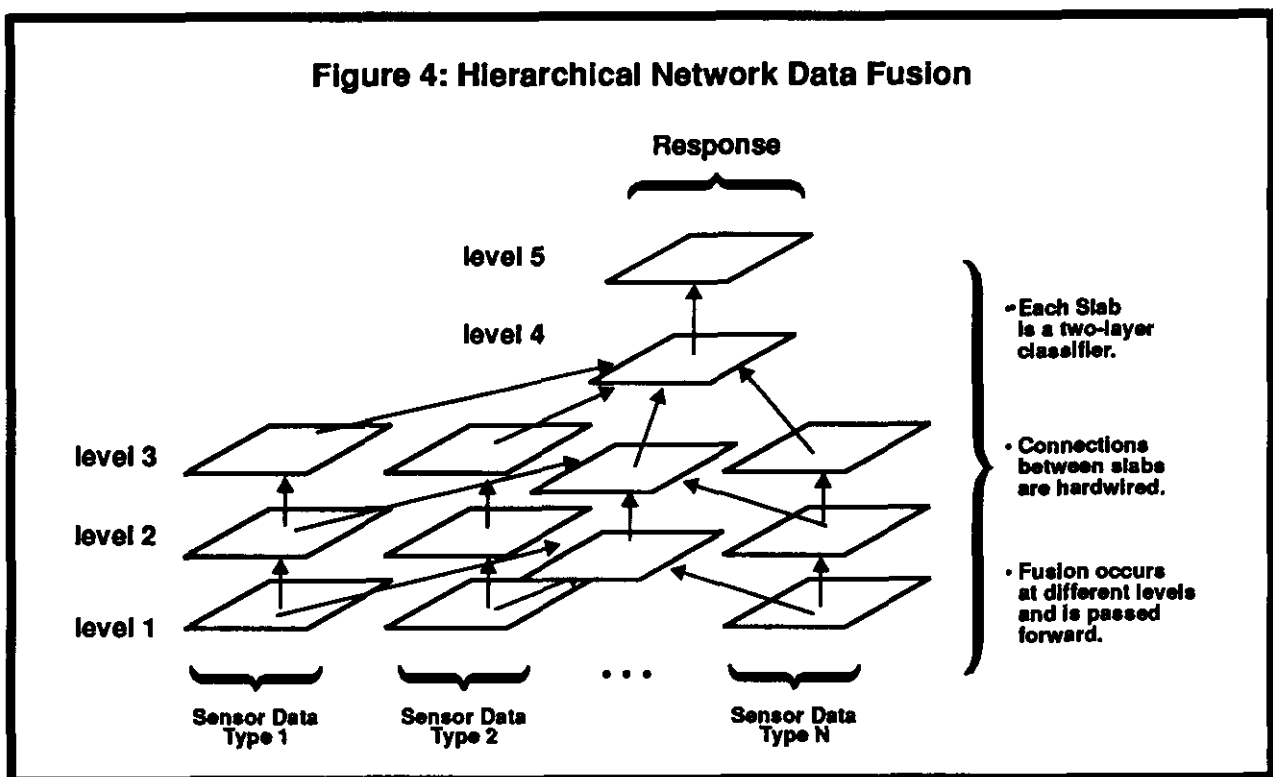 Figure 4: Hierarchical Network Data Fusion
Response
level 5
level 4
level 3
level 2
level 1
• Each Slab
is a two-layer
classifier.
• Connections
between slabs
are hardwired.
• Fusion occurs
at different levels
and is passed
forward.
Sensor Data
Type 1
Sensor Data
Type 2
• • •
Sensor Data
Type N